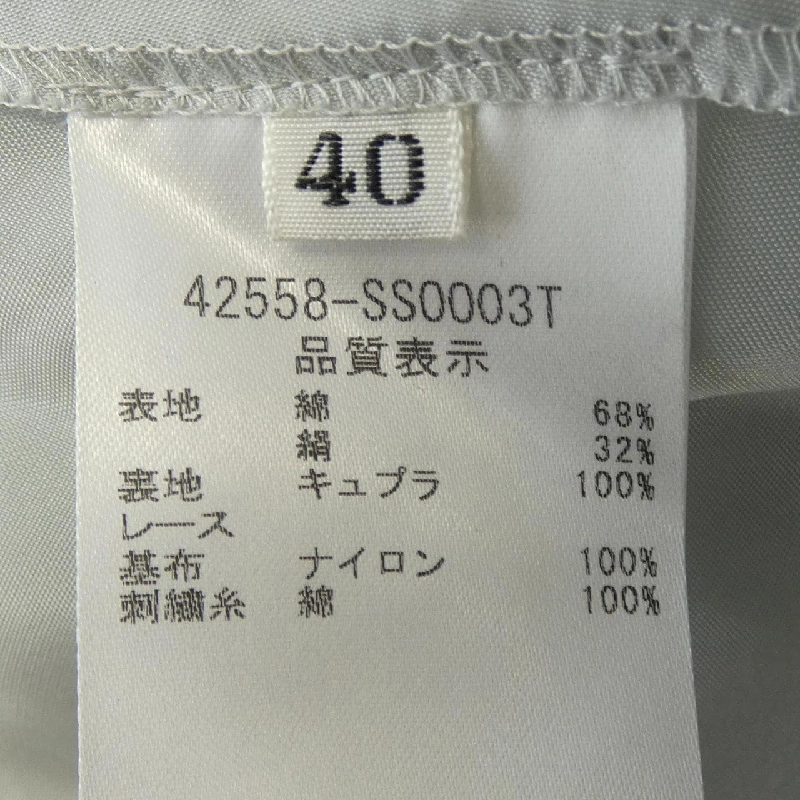 40
42558-SS0003T
品質表示
表地 綿 68%
絹 32%
裏地 キュプラ 100%
レース
基布 ナイロン 100%
刺繍糸 綿 100%